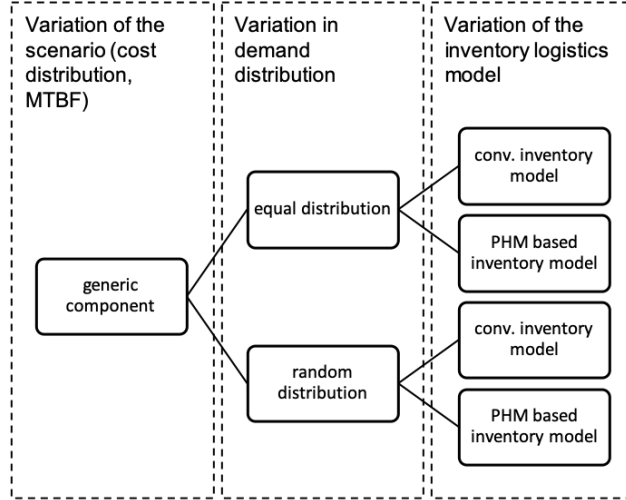 Variation of the
scenario (cost
distribution,
MTBF)
Variation in
demand
distribution
Variation of the
inventory logistics
model
generic
component
equal distribution
random
distribution
conv. inventory
model
PHM based
inventory model
conv. inventory
model
PHM based
inventory model